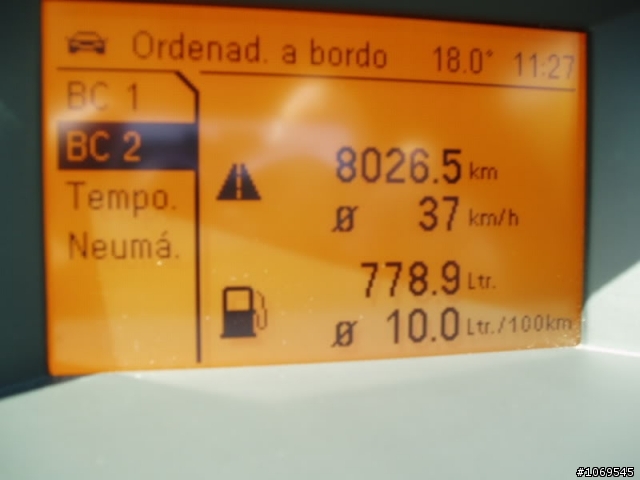 Ordenad. a bordo 18.0° 11:27
BC 1
BC 2
Tempo.
Neumá.
8026.5 km
Ø 37 km/h
778.9 Ltr.
Ø 10.0 Ltr./100km
#1069545